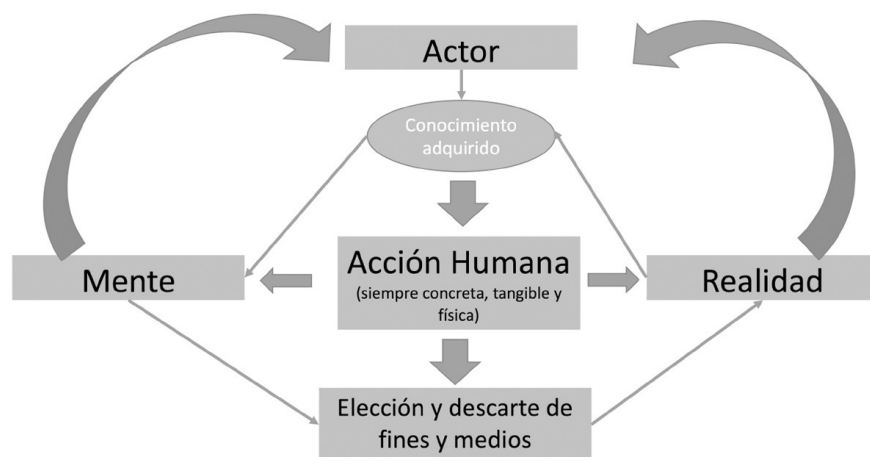 Actor
Conocimiento
adquirido
Acción Humana
(siempre concreta, tangible y
física)
Mente
Realidad
Elección y descarte de
fines y medios